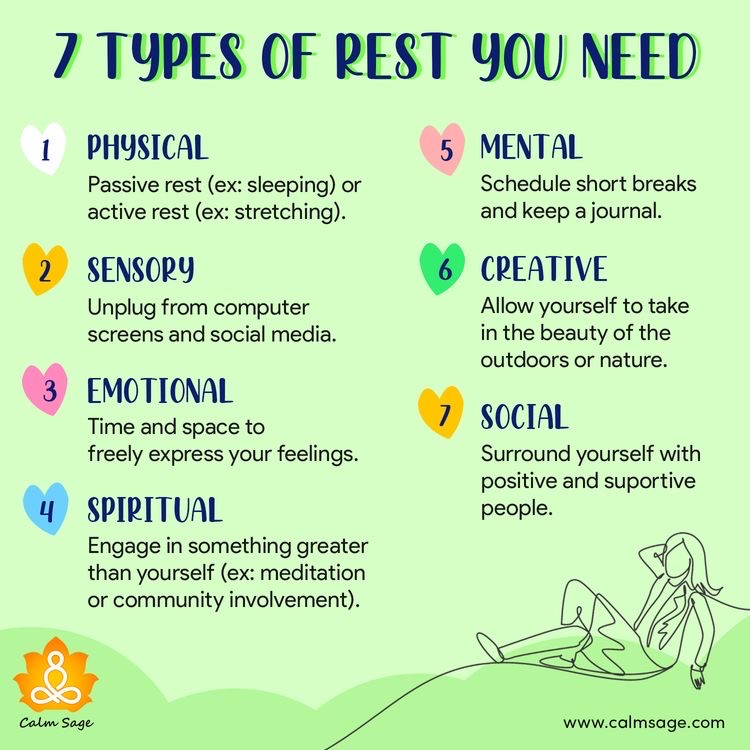 7 TYPES OF REST YOU NEED
1 PHYSICAL
Passive rest (ex: sleeping) or
active rest (ex: stretching).
2 SENSORY
Unplug from computer
screens and social media.
3 EMOTIONAL
Time and space to
freely express your feelings.
4 SPIRITUAL
Engage in something greater
than yourself (ex: meditation
or community involvement).
5 MENTAL
Schedule short breaks
and keep a journal.
6 CREATIVE
Allow yourself to take
in the beauty of the
outdoors or nature.
7 SOCIAL
Surround yourself with
positive and suportive
people.
Calm Sage
www.calmsage.com